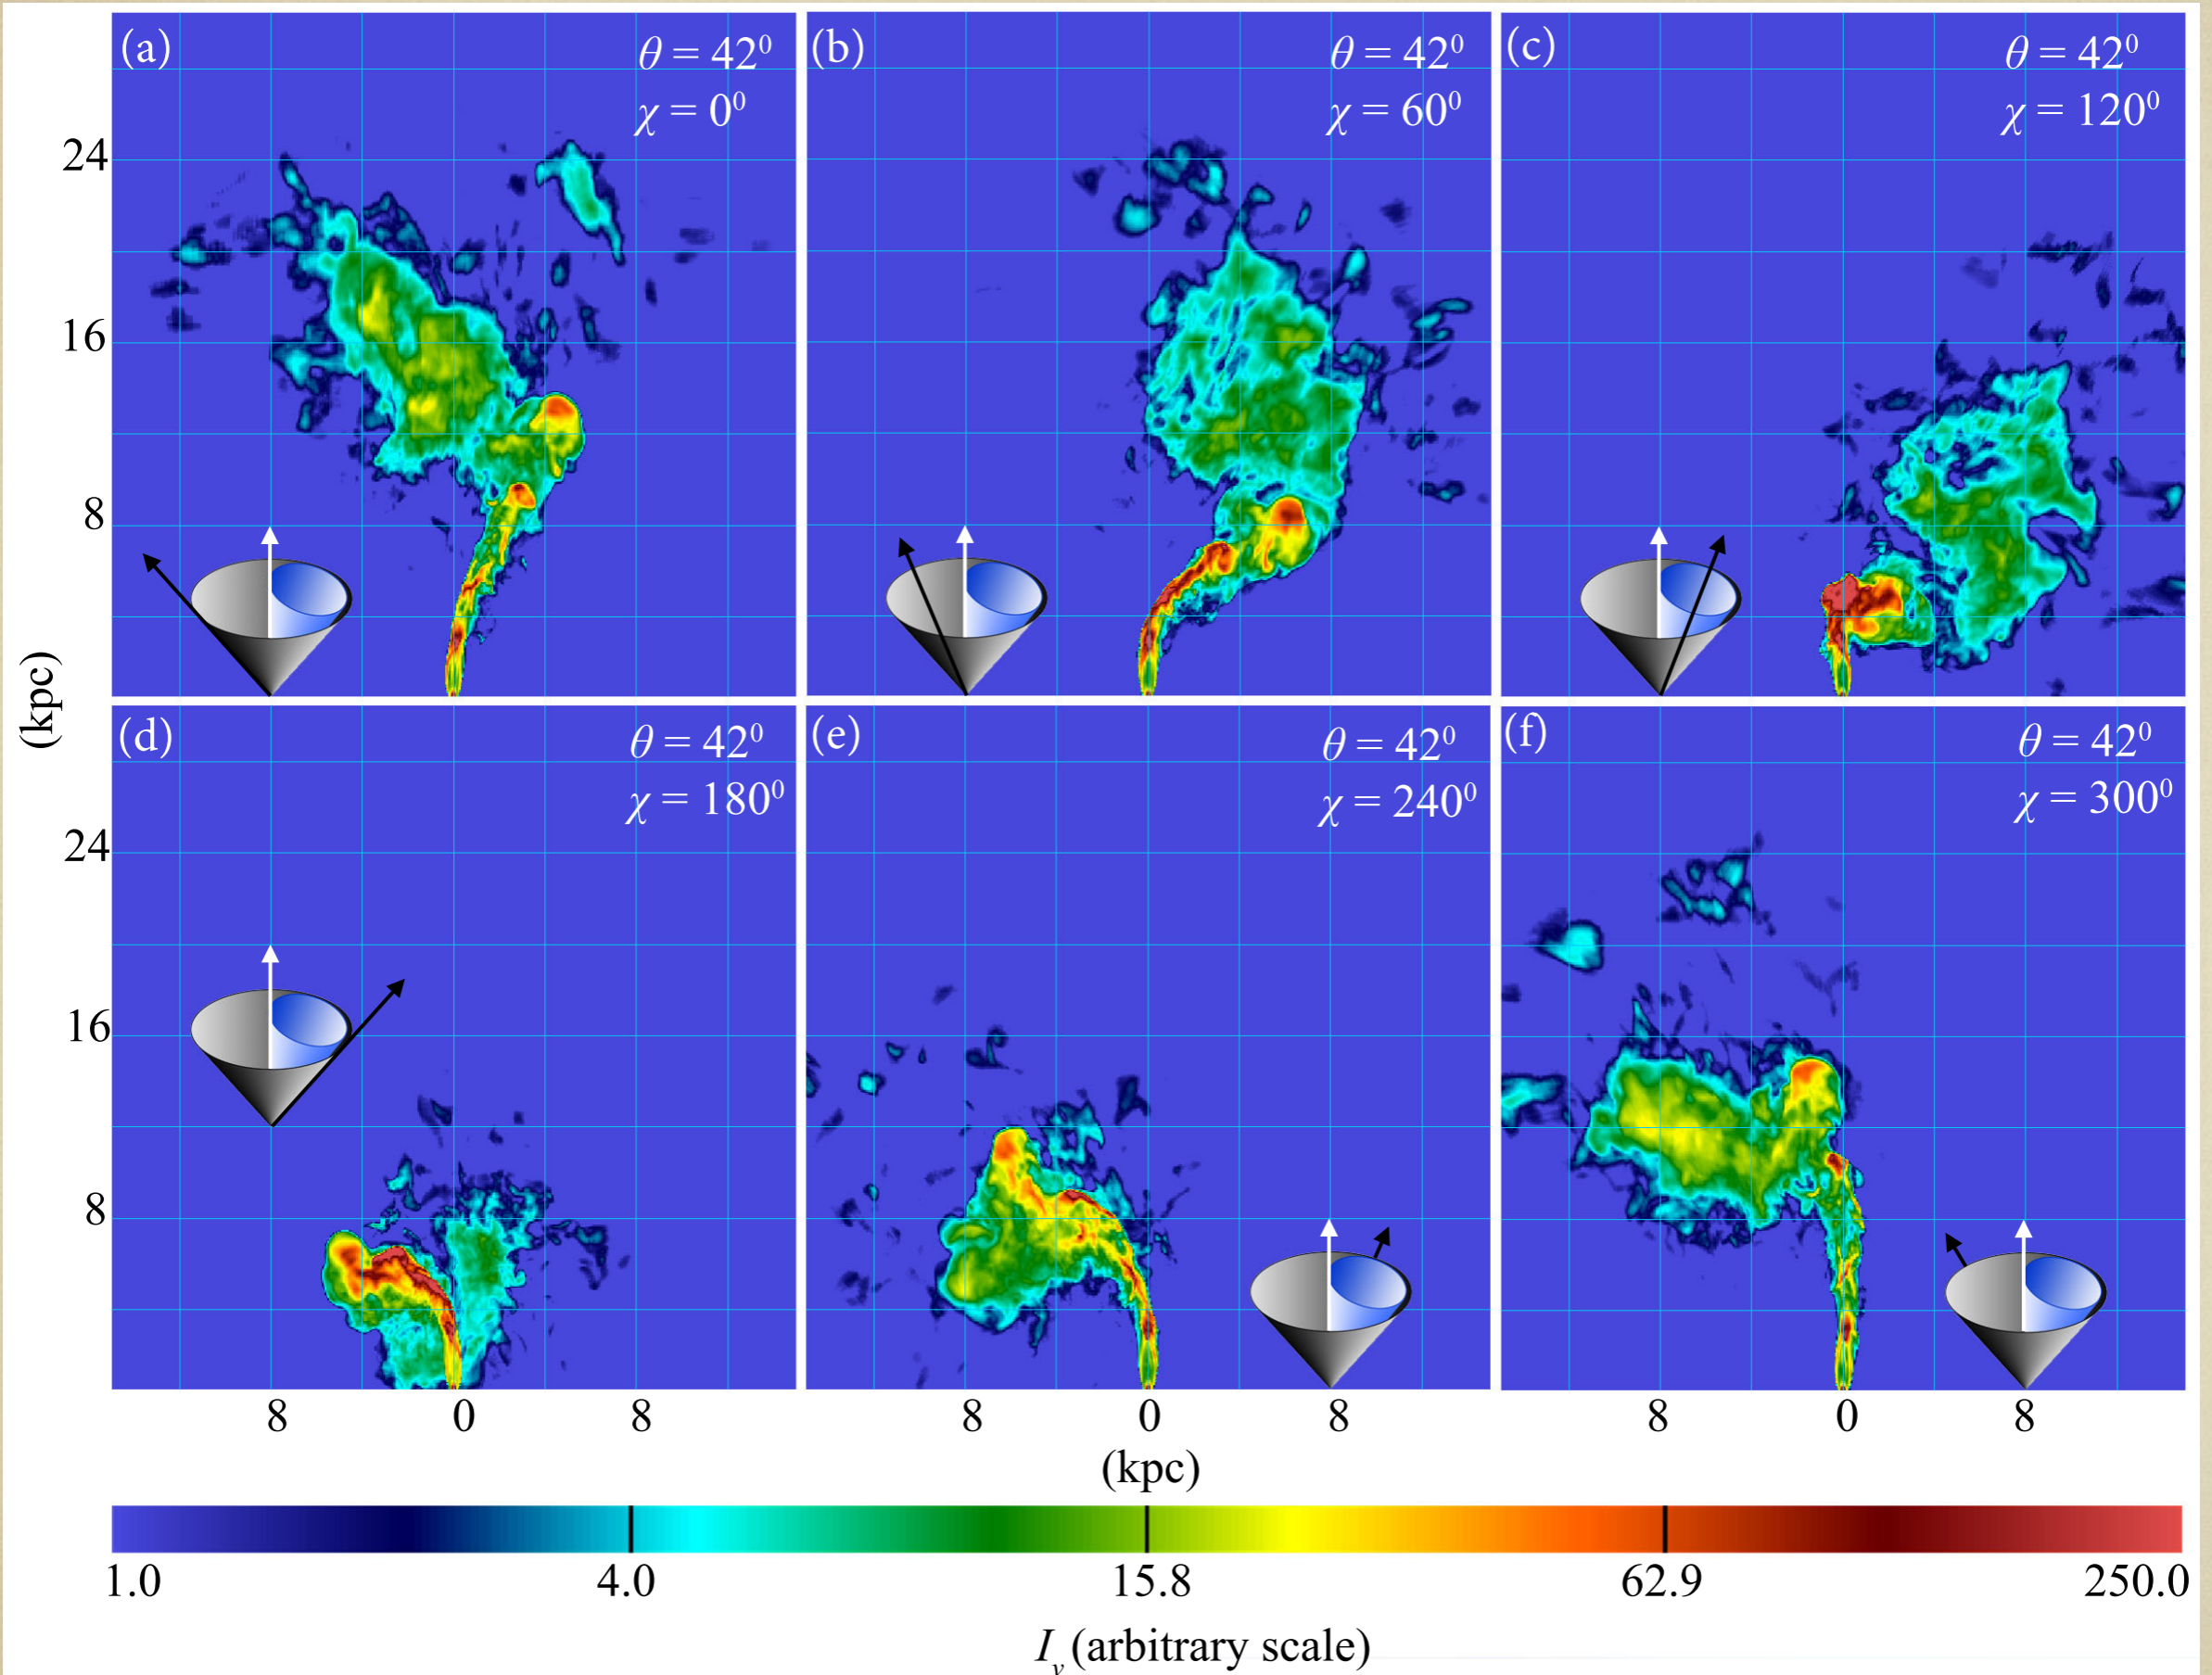 (a)
θ = 42⁰
χ = 0⁰
(b)
θ = 42⁰
χ = 60⁰
(c)
θ = 42⁰
χ = 120⁰
24
16
8
(kpc)
(d)
θ = 42⁰
χ = 180⁰
(e)
θ = 42⁰
χ = 240⁰
(f)
θ = 42⁰
χ = 300⁰
24
16
8
8 0 8
8 0 8
8 0 8
(kpc)
1.0 4.0 15.8 62.9 250.0
Iν (arbitrary scale)